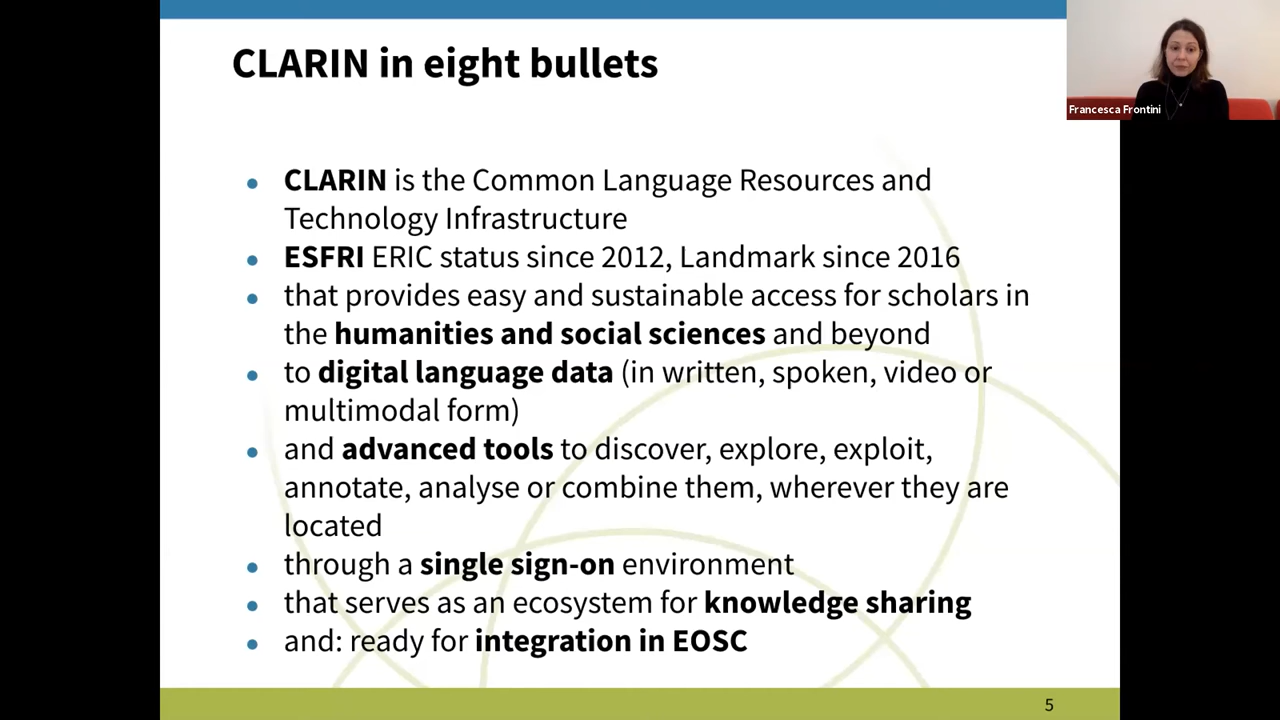 CLARIN in eight bullets
Francesca Frontini
• CLARIN is the Common Language Resources and
Technology Infrastructure
• ESFRI ERIC status since 2012, Landmark since 2016
• that provides easy and sustainable access for scholars in
the humanities and social sciences and beyond
• to digital language data (in written, spoken, video or
multimodal form)
• and advanced tools to discover, explore, exploit,
annotate, analyse or combine them, wherever they are
located
• through a single sign-on environment
• that serves as an ecosystem for knowledge sharing
• and: ready for integration in EOSC
5